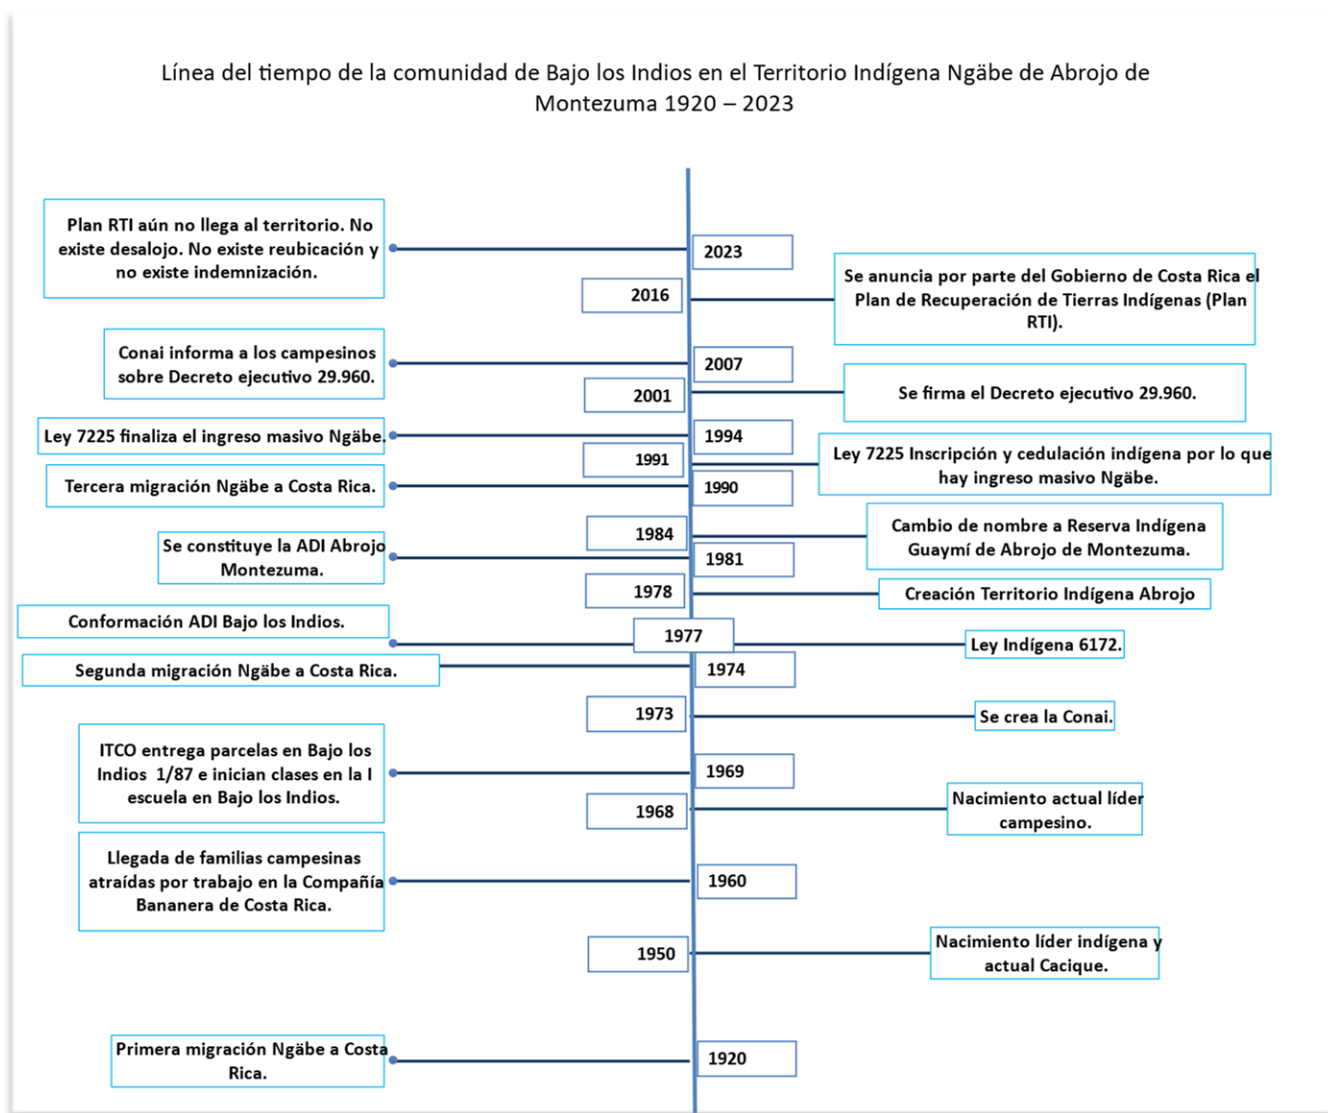 Línea del tiempo de la comunidad de Bajo los Indios en el Territorio Indígena Ngäbe de Abrojo de
Montezuma 1920 – 2023
Plan RTI aún no llega al territorio. No
existe desalojo. No existe reubicación y
no existe indemnización.
2023
2016
Se anuncia por parte del Gobierno de Costa Rica el
Plan de Recuperación de Tierras Indígenas (Plan
RTI).
Conai informa a los campesinos
sobre Decreto ejecutivo 29.960.
2007
2001
Se firma el Decreto ejecutivo 29.960.
Ley 7225 finaliza el ingreso masivo Ngäbe.
1994
1991
Ley 7225 Inscripción y cedulación indígena por lo que
hay ingreso masivo Ngäbe.
Tercera migración Ngäbe a Costa Rica.
1990
1984
Cambio de nombre a Reserva Indígena
Guaymí de Abrojo de Montezuma.
Se constituye la ADI Abrojo
Montezuma.
1981
1978
Creación Territorio Indígena Abrojo
Conformación ADI Bajo los Indios.
1977
Ley Indígena 6172.
Segunda migración Ngäbe a Costa Rica.
1974
1973
Se crea la Conai.
ITCO entrega parcelas en Bajo los
Indios 1/87 e inician clases en la I
escuela en Bajo los Indios.
1969
1968
Nacimiento actual líder
campesino.
Llegada de familias campesinas
atraídas por trabajo en la Compañía
Bananera de Costa Rica.
1960
1950
Nacimiento líder indígena y
actual Cacique.
Primera migración Ngäbe a Costa
Rica.
1920